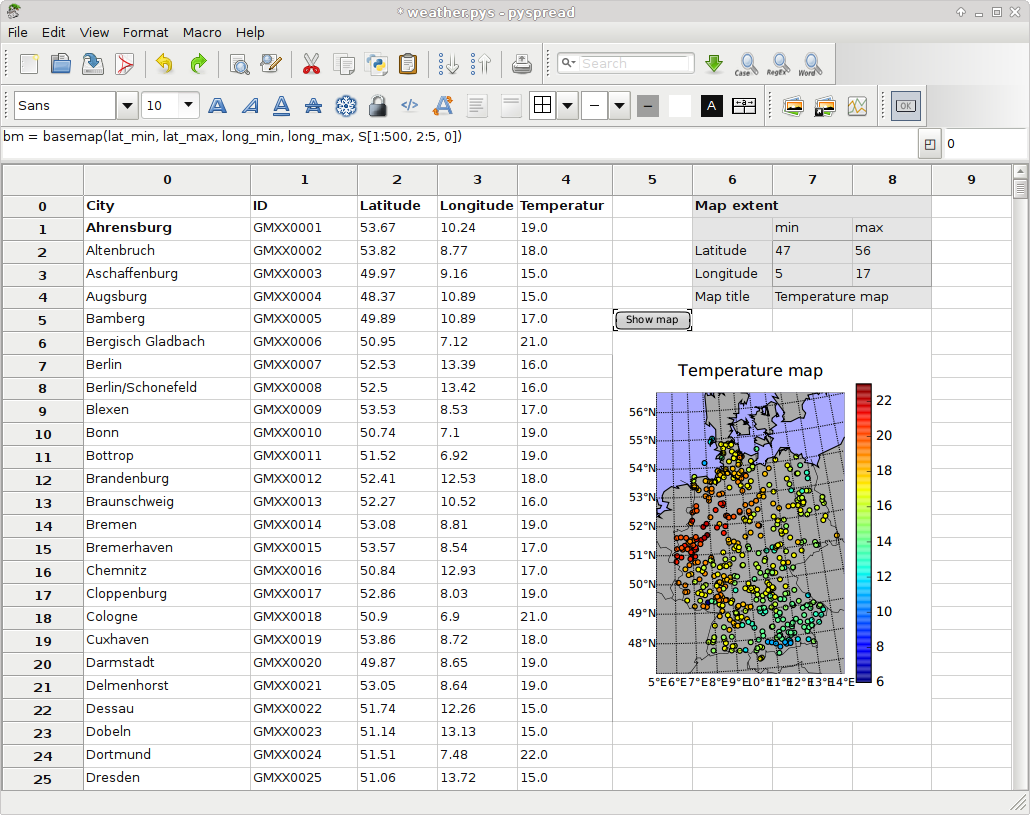 * weather.pys - pyspread
File Edit View Format Macro Help
Search Case RegEx Word
Sans 10 OK
bm = basemap(lat_min, lat_max, long_min, long_max, S[1:500, 2:5, 0]) 0
0 1 2 3 4 5 6 7 8 9
0 City ID Latitude Longitude Temperatur Map extent
1 Ahrensburg GMXX0001 53.67 10.24 19.0 min max
2 Altenbruch GMXX0002 53.82 8.77 18.0 Latitude 47 56
3 Aschaffenburg GMXX0003 49.97 9.16 15.0 Longitude 5 17
4 Augsburg GMXX0004 48.37 10.89 15.0 Map title Temperature map
5 Bamberg GMXX0005 49.89 10.89 17.0 Show map
6 Bergisch Gladbach GMXX0006 50.95 7.12 21.0
7 Berlin GMXX0007 52.53 13.39 16.0
8 Berlin/Schonefeld GMXX0008 52.5 13.42 16.0
9 Blexen GMXX0009 53.53 8.53 17.0
10 Bonn GMXX0010 50.74 7.1 19.0
11 Bottrop GMXX0011 51.52 6.92 19.0
12 Brandenburg GMXX0012 52.41 12.53 18.0
13 Braunschweig GMXX0013 52.27 10.52 16.0
14 Bremen GMXX0014 53.08 8.81 19.0
15 Bremerhaven GMXX0015 53.57 8.54 17.0
16 Chemnitz GMXX0016 50.84 12.93 17.0
17 Cloppenburg GMXX0017 52.86 8.03 19.0
18 Cologne GMXX0018 50.9 6.9 21.0
19 Cuxhaven GMXX0019 53.86 8.72 18.0
20 Darmstadt GMXX0020 49.87 8.65 19.0
21 Delmenhorst GMXX0021 53.05 8.64 19.0
22 Dessau GMXX0022 51.74 12.26 15.0
23 Dobeln GMXX0023 51.14 13.13 15.0
24 Dortmund GMXX0024 51.51 7.48 22.0
25 Dresden GMXX0025 51.06 13.72 15.0
Temperature map
56°N
55°N
54°N
53°N
52°N
51°N
50°N
49°N
48°N
5°E 6°E 7°E 8°E 9°E 10°E 11°E 12°E 13°E 14°E
22
20
18
16
14
12
10
8
6